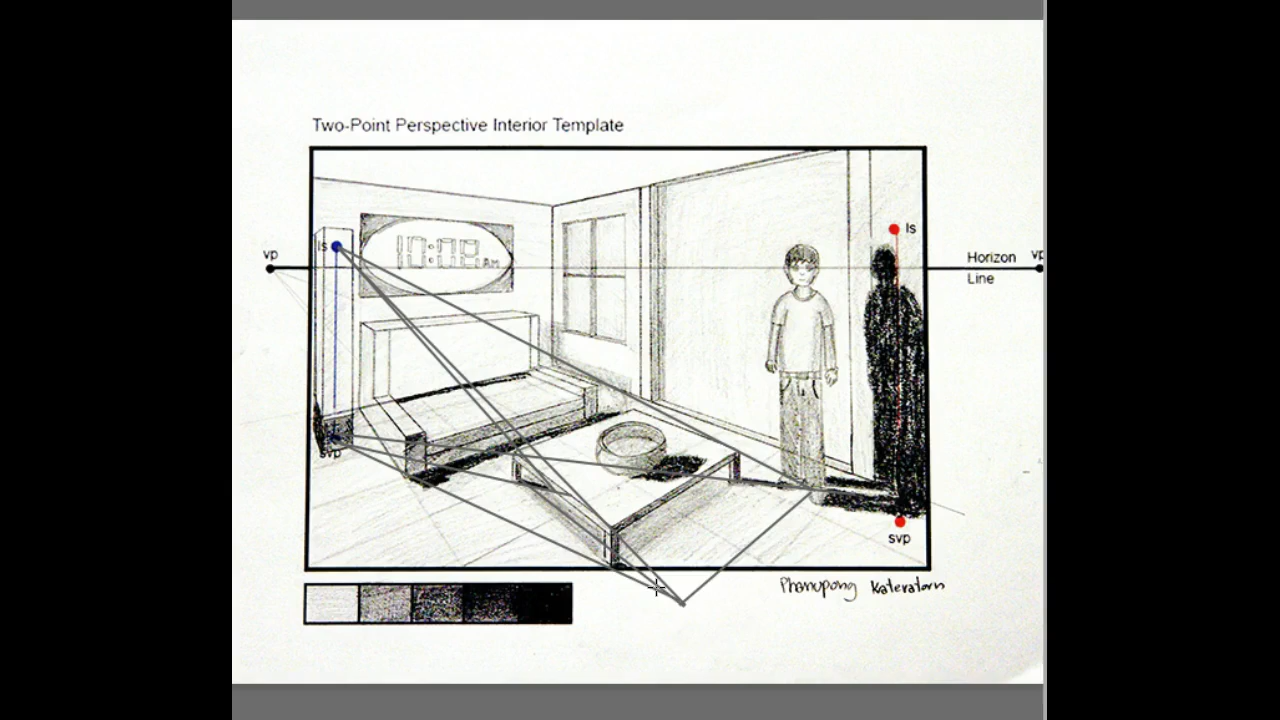 Two-Point Perspective Interior Template
ls
10:08 AM
ls
vp
vp
Horizon
Line
svp
svp
Phanupong Kateratorn